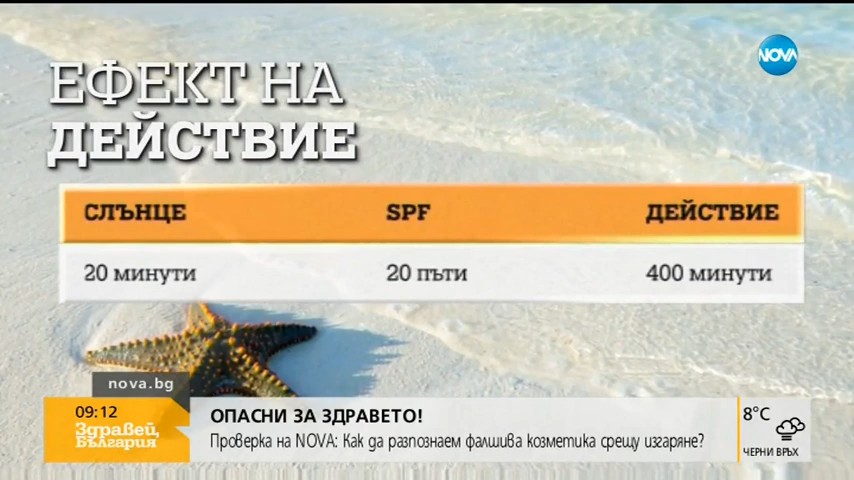 NOVA
ЕФЕКТ НА
ДЕЙСТВИЕ
СЛЪНЦЕ SPF ДЕЙСТВИЕ
20 минути 20 пъти 400 минути
nova.bg
09:12
Здравей,
България
ОПАСНИ ЗА ЗДРАВЕТО!
Проверка на NOVA: Как да разпознаем фалшива козметика срещу изгаряне?
8°C
ЧЕРНИ ВРЪХ